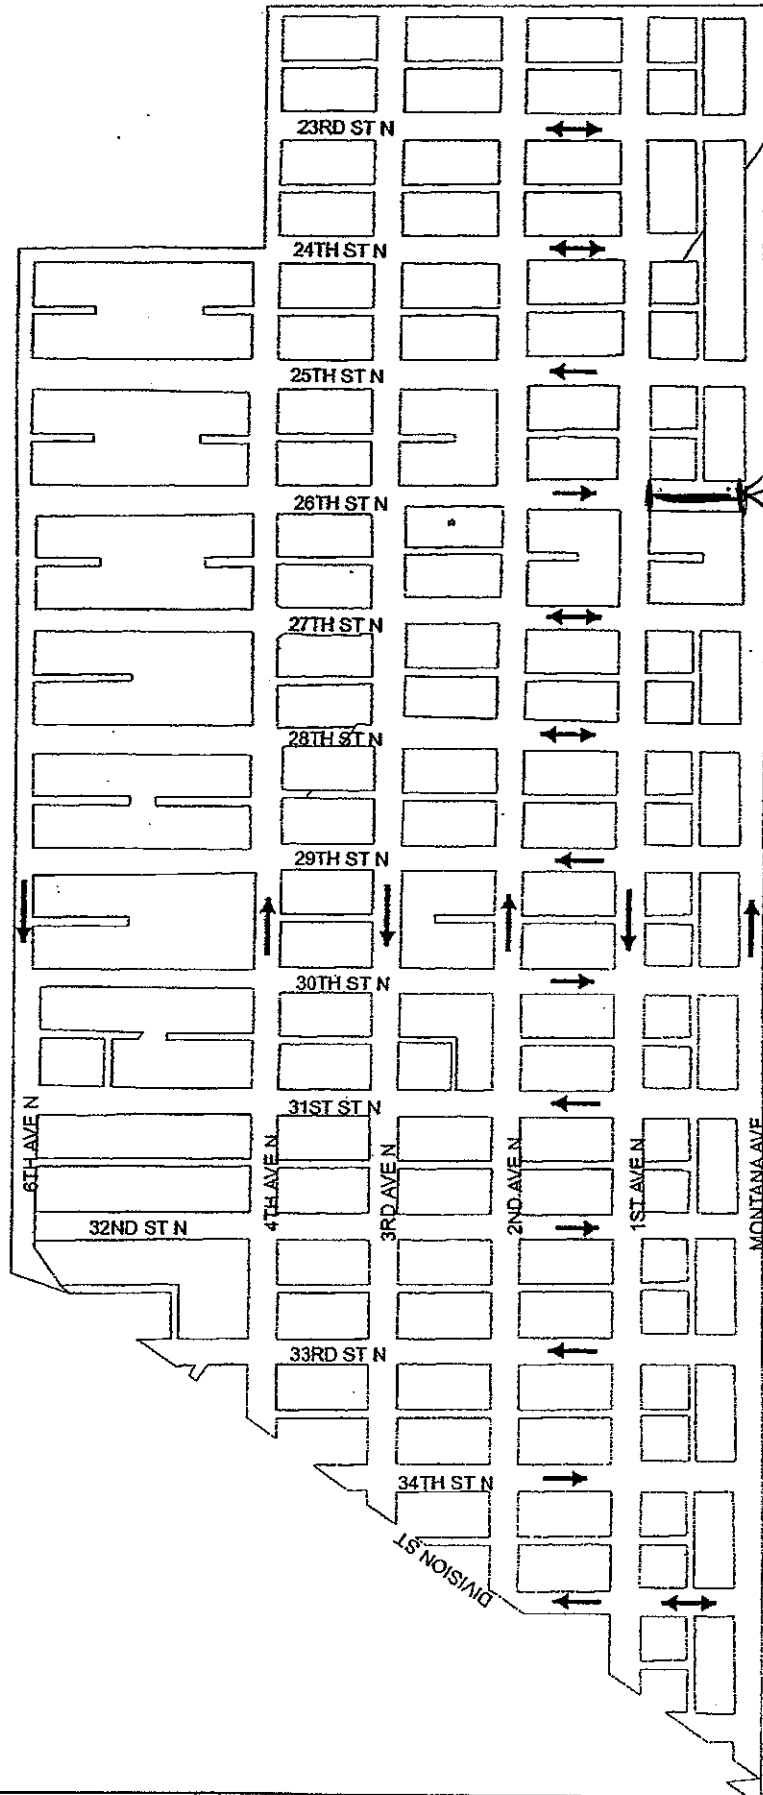 23RD ST N
24TH ST N
25TH ST N
26TH ST N
27TH ST N
28TH ST N
29TH ST N
30TH ST N
31ST ST N
6TH AVE N
4TH AVE N
3RD AVE N
2ND AVE N
1ST AVE N
MONTANA AVE
32ND ST N
33RD ST N
34TH ST N
DIVISION ST